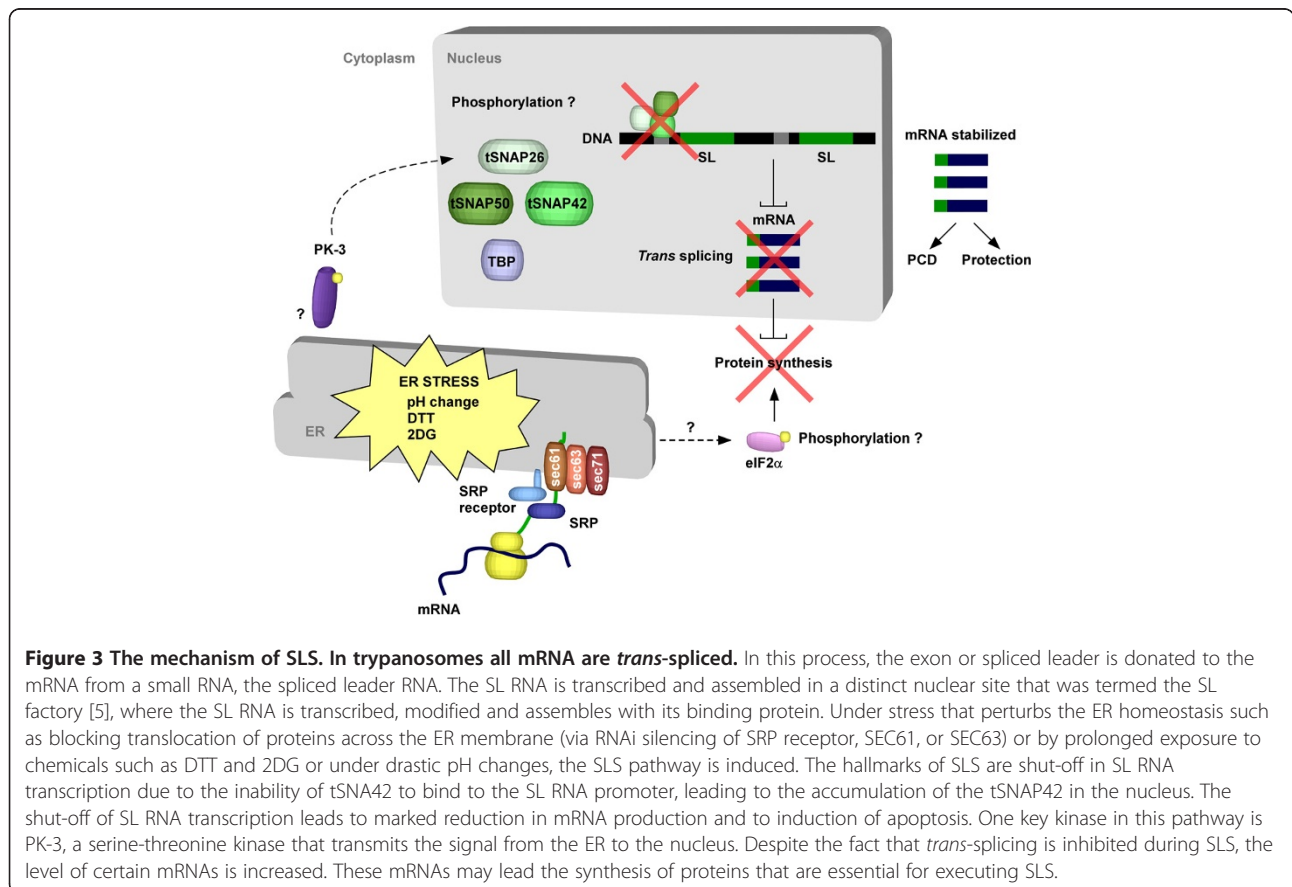 Cytoplasm
Nucleus
Phosphorylation ?
DNA
SL
SL
tSNAP26
tSNAP50
tSNAP42
TBP
mRNA
Trans splicing
mRNA stabilized
PCD
Protection
PK-3
?
Protein synthesis
ER STRESS
pH change
DTT
2DG
ER
?
eIF2α
Phosphorylation ?
sec61
sec63
sec71
SRP
receptor
SRP
mRNA
Figure 3 The mechanism of SLS. In trypanosomes all mRNA are trans-spliced. In this process, the exon or spliced leader is donated to the
mRNA from a small RNA, the spliced leader RNA. The SL RNA is transcribed and assembled in a distinct nuclear site that was termed the SL
factory [5], where the SL RNA is transcribed, modified and assembles with its binding protein. Under stress that perturbs the ER homeostasis such
as blocking translocation of proteins across the ER membrane (via RNAi silencing of SRP receptor, SEC61, or SEC63) or by prolonged exposure to
chemicals such as DTT and 2DG or under drastic pH changes, the SLS pathway is induced. The hallmarks of SLS are shut-off in SL RNA
transcription due to the inability of tSNA42 to bind to the SL RNA promoter, leading to the accumulation of the tSNAP42 in the nucleus. The
shut-off of SL RNA transcription leads to marked reduction in mRNA production and to induction of apoptosis. One key kinase in this pathway is
PK-3, a serine-threonine kinase that transmits the signal from the ER to the nucleus. Despite the fact that trans-splicing is inhibited during SLS, the
level of certain mRNAs is increased. These mRNAs may lead the synthesis of proteins that are essential for executing SLS.